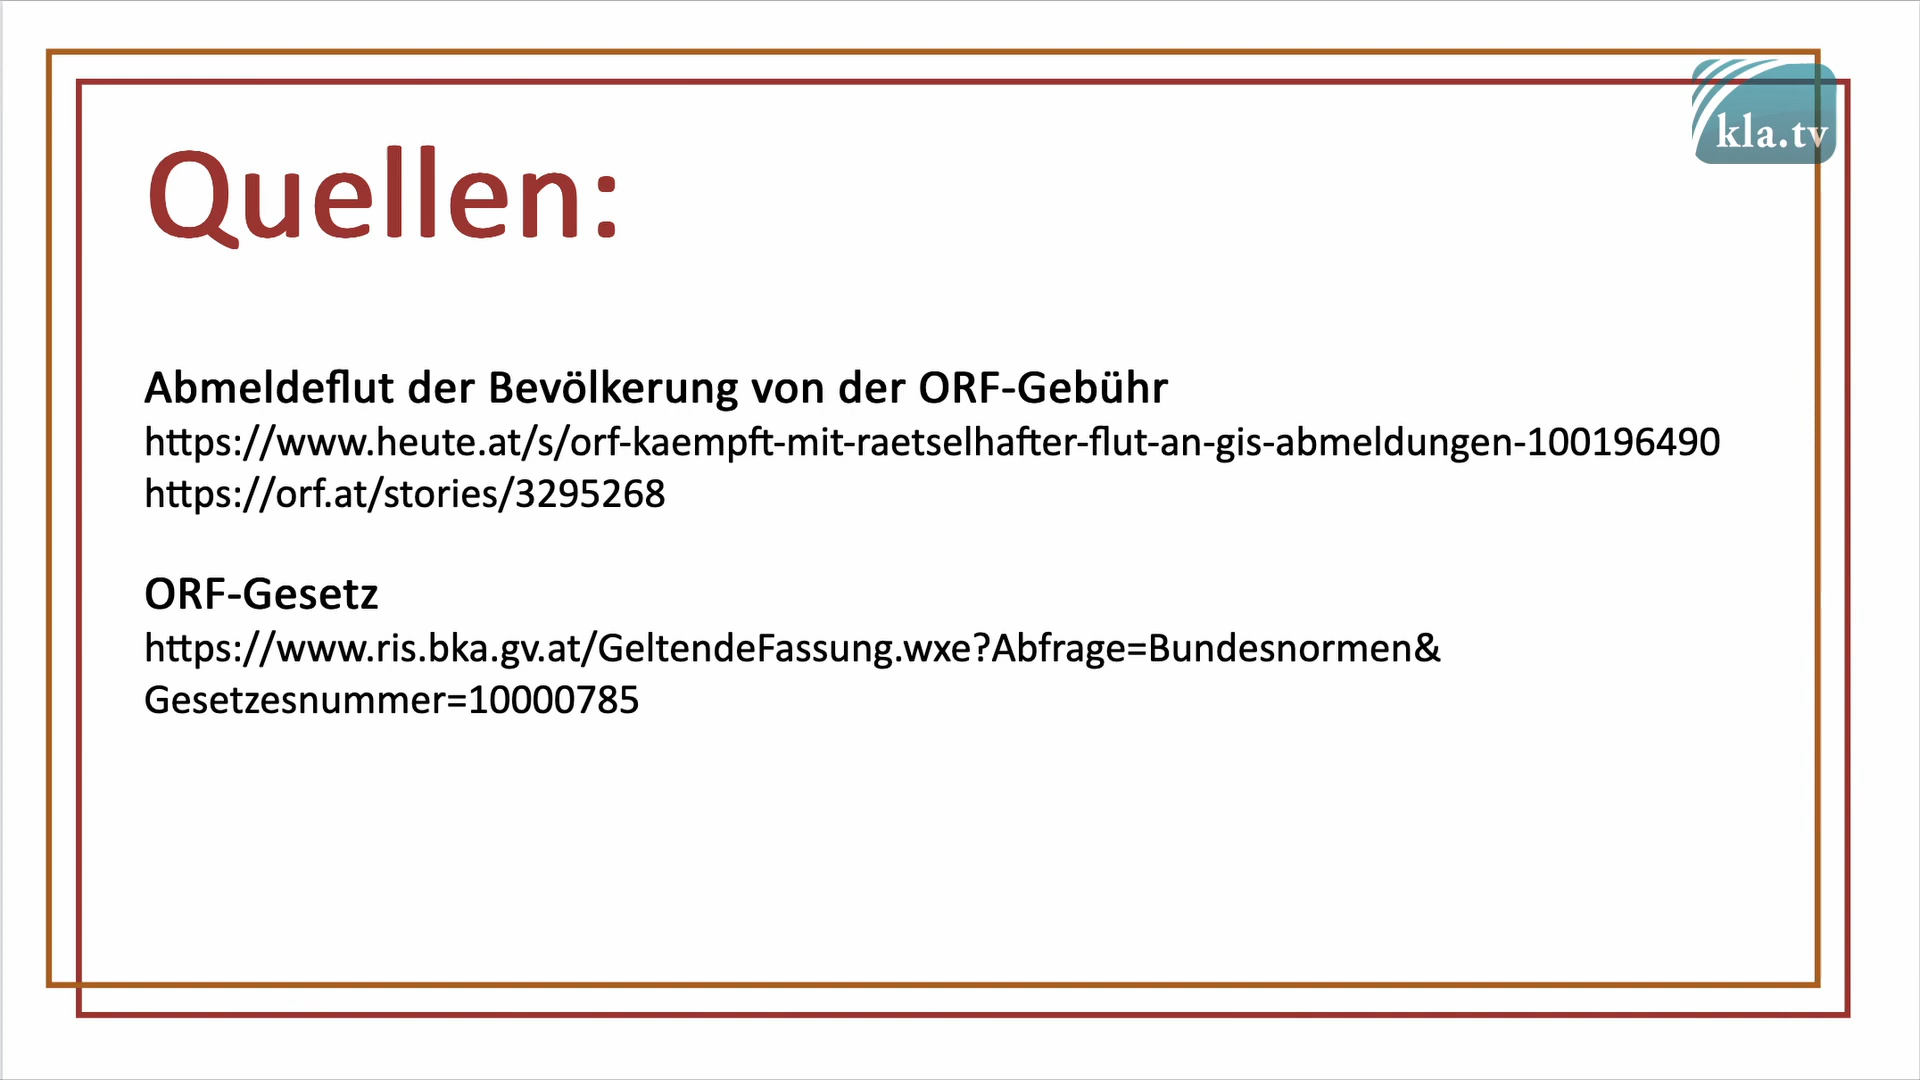 kla.tv
Quellen:
Abmeldeflut der Bevölkerung von der ORF-Gebühr
https://www.heute.at/s/orf-kaempft-mit-raetselhafter-flut-an-gis-abmeldungen-100196490
https://orf.at/stories/3295268
ORF-Gesetz
https://www.ris.bka.gv.at/GeltendeFassung.wxe?Abfrage=Bundesnormen&
Gesetzesnummer=10000785